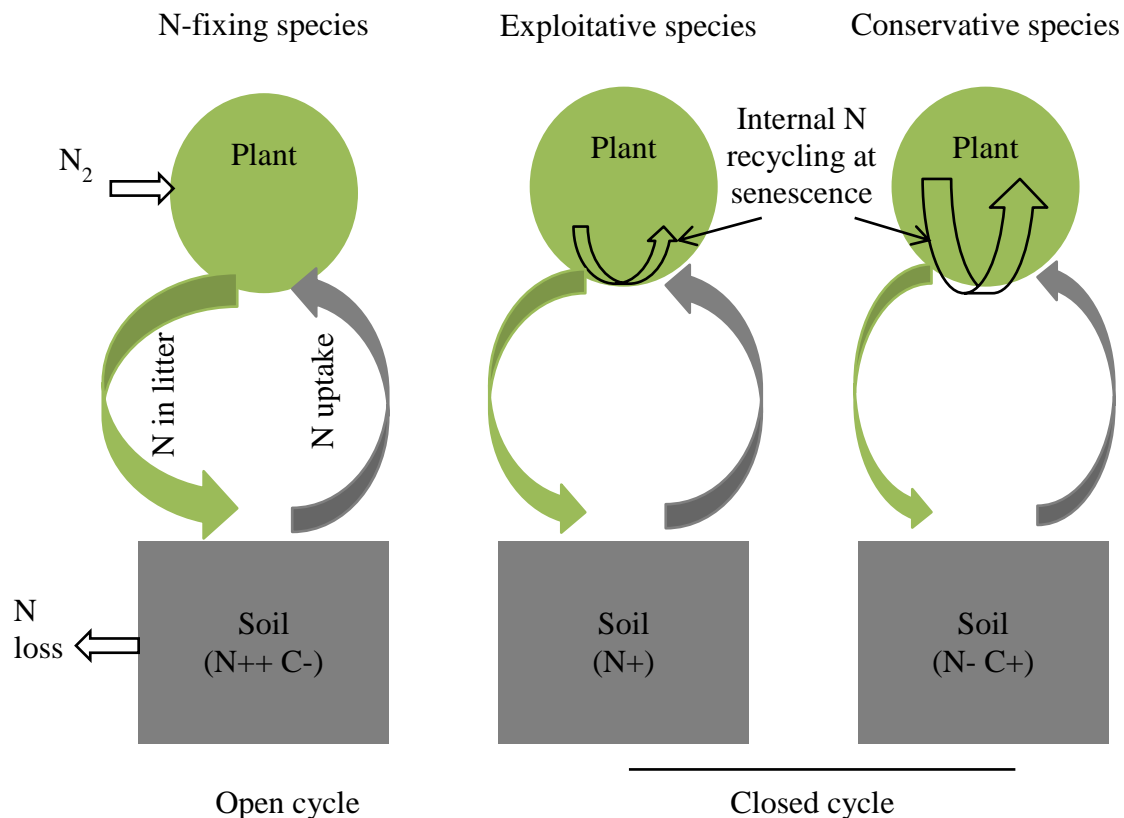 N-fixing species
Exploitative species
Conservative species
N2
Plant
Plant
Internal N
recycling at
senescence
Plant
N in litter
N uptake
N
loss
Soil
(N++ C-)
Soil
(N+)
Soil
(N- C+)
Open cycle
Closed cycle